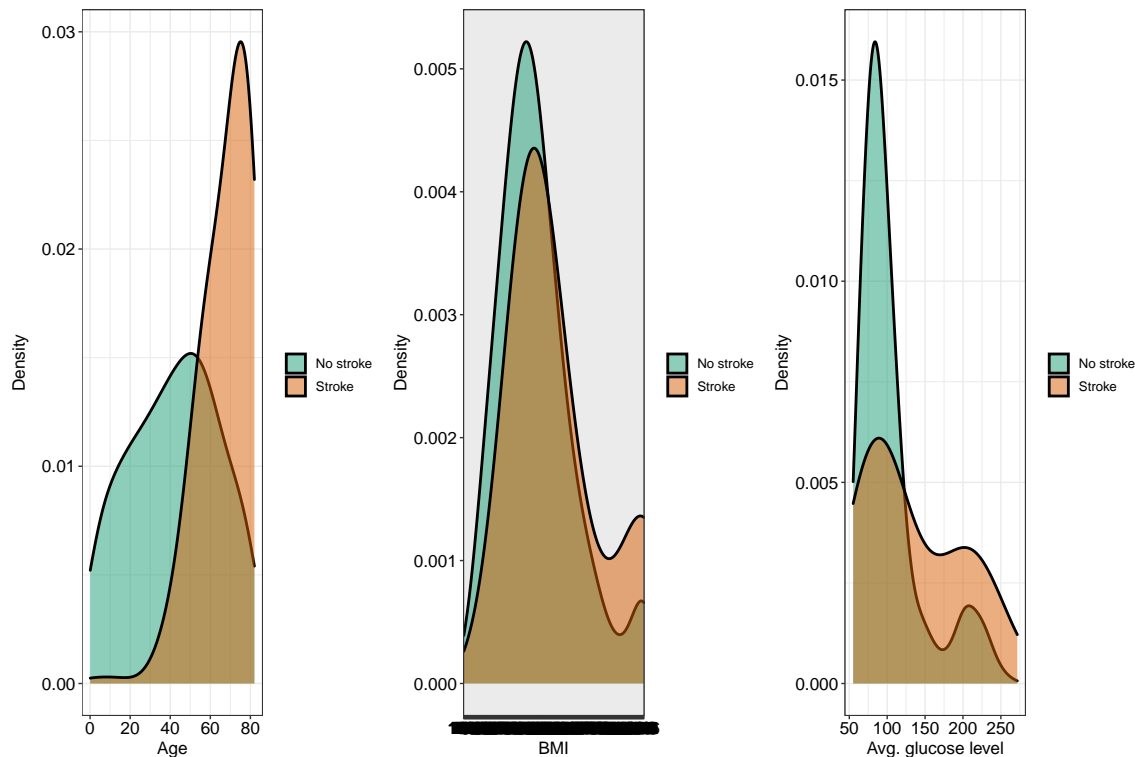 0.03
0.02
0.01
0.00
Density
0 20 40 60 80
Age
No stroke
Stroke
0.005
0.004
0.003
0.002
0.001
0.000
Density
BMI
No stroke
Stroke
0.015
0.010
0.005
0.000
Density
50 100 150 200 250
Avg. glucose level
No stroke
Stroke